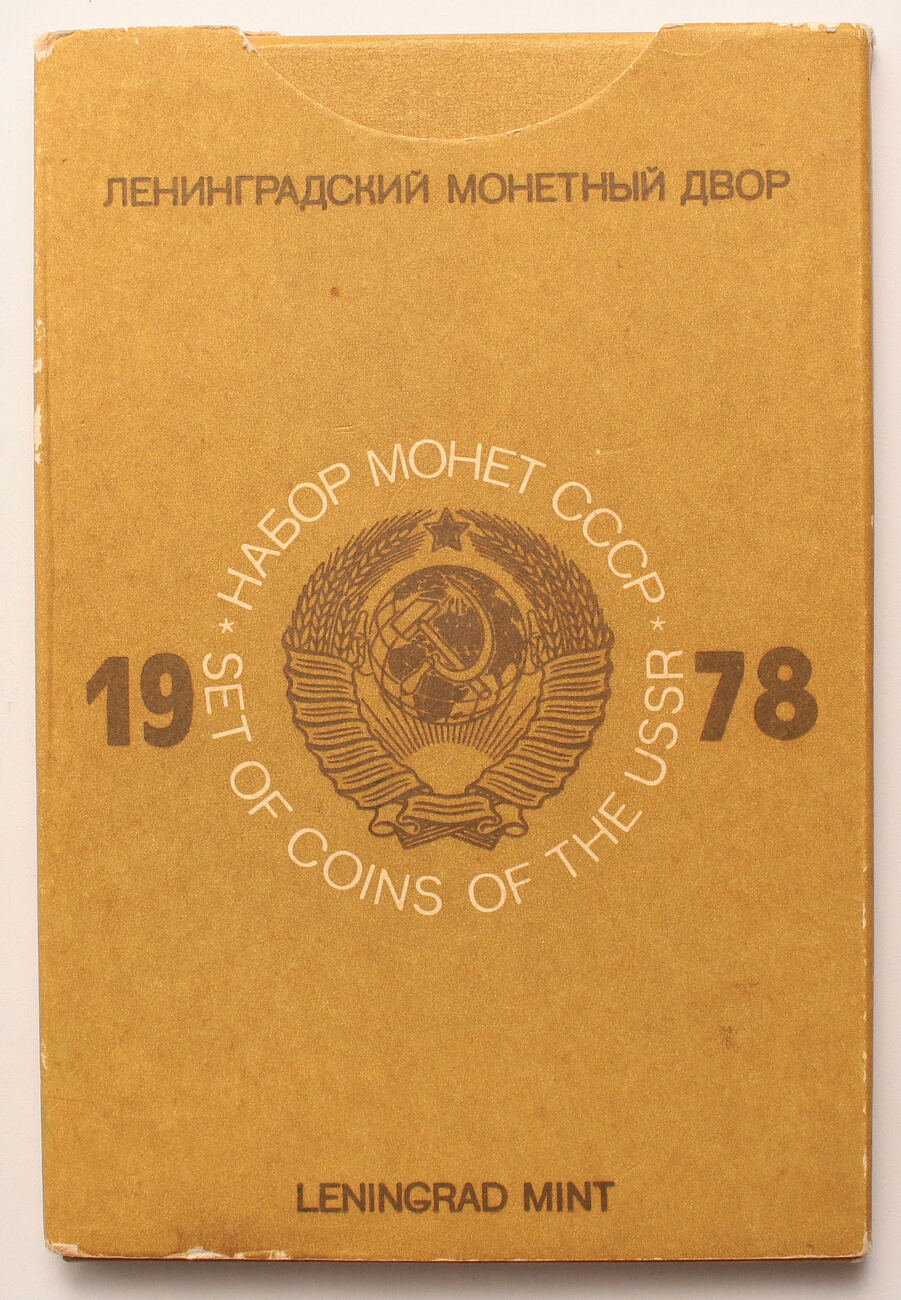 ЛЕНИНГРАДСКИЙ МОНЕТНЫЙ ДВОР
* НАБОР МОНЕТ СССР *
19 78
SET OF COINS OF THE USSR
LENINGRAD MINT